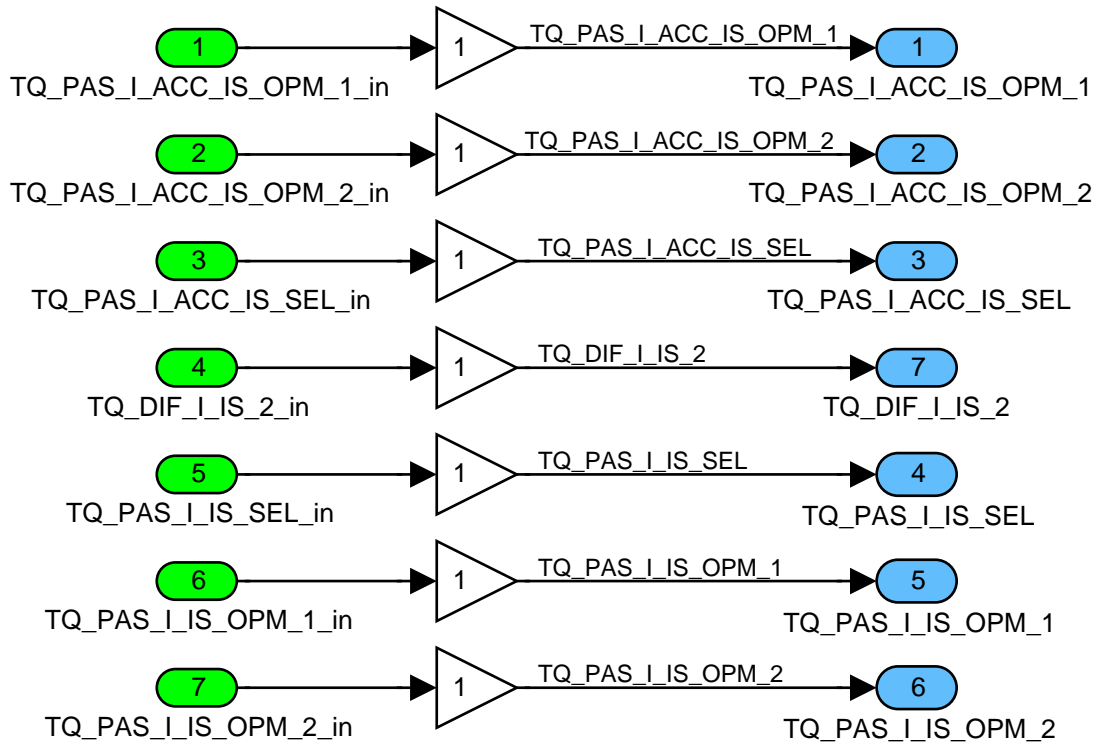 1 1 TQ_PAS_I_ACC_IS_OPM_1 1
TQ_PAS_I_ACC_IS_OPM_1_in TQ_PAS_I_ACC_IS_OPM_1
2 1 TQ_PAS_I_ACC_IS_OPM_2 2
TQ_PAS_I_ACC_IS_OPM_2_in TQ_PAS_I_ACC_IS_OPM_2
3 1 TQ_PAS_I_ACC_IS_SEL 3
TQ_PAS_I_ACC_IS_SEL_in TQ_PAS_I_ACC_IS_SEL
4 1 TQ_DIF_I_IS_2 7
TQ_DIF_I_IS_2_in TQ_DIF_I_IS_2
5 1 TQ_PAS_I_IS_SEL 4
TQ_PAS_I_IS_SEL_in TQ_PAS_I_IS_SEL
6 1 TQ_PAS_I_IS_OPM_1 5
TQ_PAS_I_IS_OPM_1_in TQ_PAS_I_IS_OPM_1
7 1 TQ_PAS_I_IS_OPM_2 6
TQ_PAS_I_IS_OPM_2_in TQ_PAS_I_IS_OPM_2